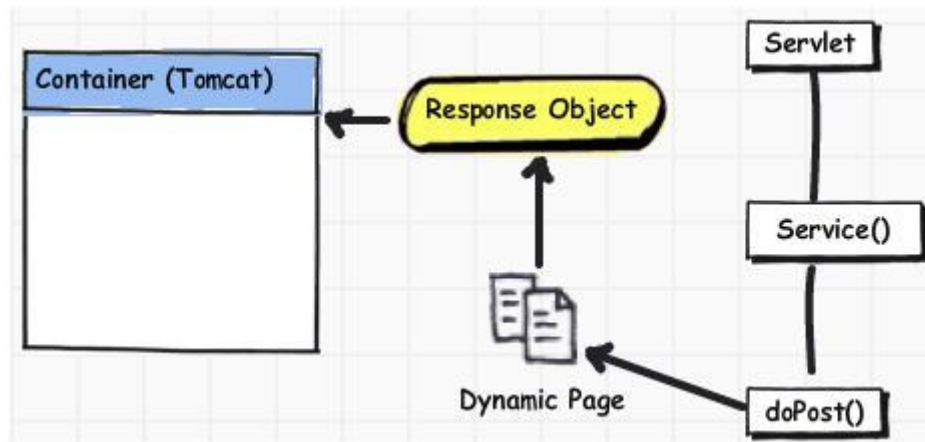 Servlet
Container (Tomcat)
Response Object
Service()
Dynamic Page
doPost()